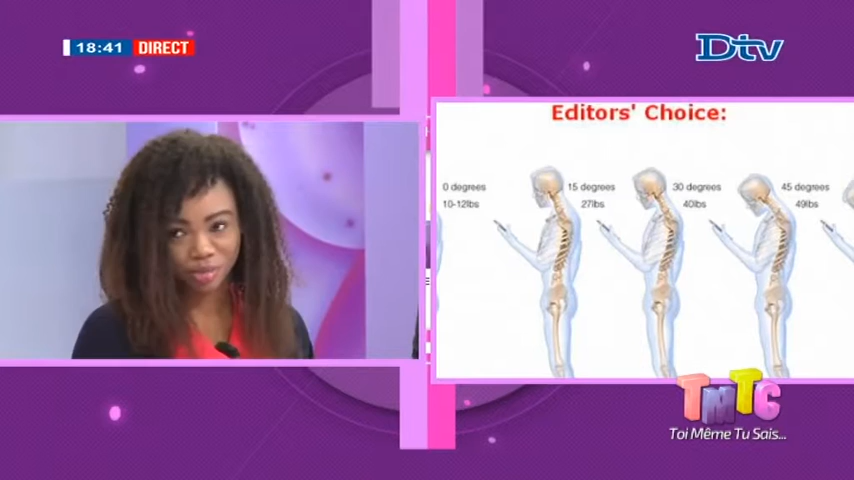 18:41 DIRECT
Dtv
Editors' Choice:
0 degrees
10-12lbs
15 degrees
27lbs
30 degrees
40lbs
45 degrees
49lbs
TMTC
Toi Même Tu Sais...